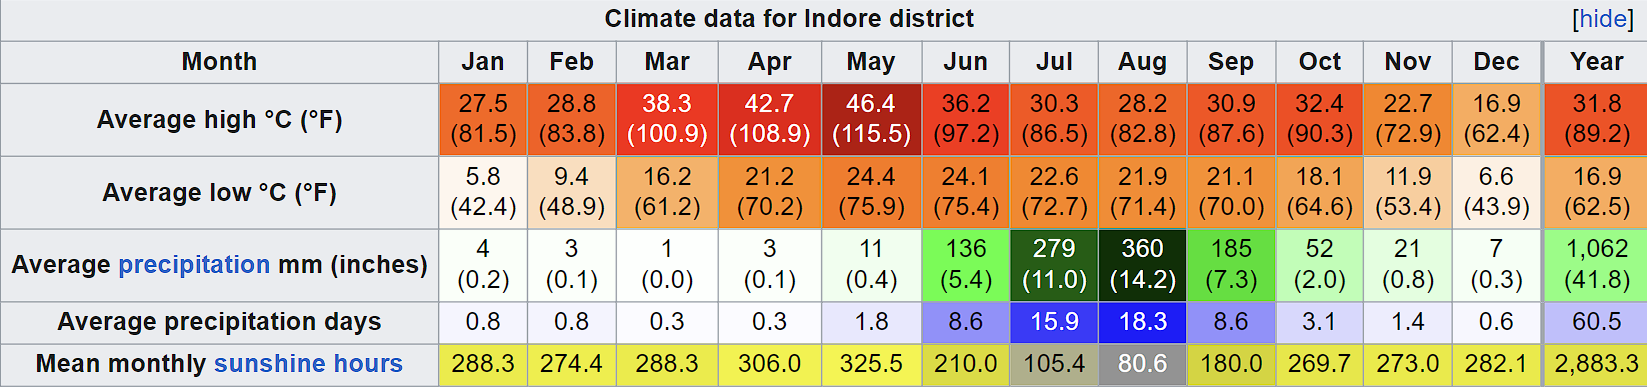 Climate data for Indore district [hide]
Month Jan Feb Mar Apr May Jun Jul Aug Sep Oct Nov Dec Year
Average high °C (°F) 27.5 (81.5) 28.8 (83.8) 38.3 (100.9) 42.7 (108.9) 46.4 (115.5) 36.2 (97.2) 30.3 (86.5) 28.2 (82.8) 30.9 (87.6) 32.4 (90.3) 22.7 (72.9) 16.9 (62.4) 31.8 (89.2)
Average low °C (°F) 5.8 (42.4) 9.4 (48.9) 16.2 (61.2) 21.2 (70.2) 24.4 (75.9) 24.1 (75.4) 22.6 (72.7) 21.9 (71.4) 21.1 (70.0) 18.1 (64.6) 11.9 (53.4) 6.6 (43.9) 16.9 (62.5)
Average precipitation mm (inches) 4 (0.2) 3 (0.1) 1 (0.0) 3 (0.1) 11 (0.4) 136 (5.4) 279 (11.0) 360 (14.2) 185 (7.3) 52 (2.0) 21 (0.8) 7 (0.3) 1,062 (41.8)
Average precipitation days 0.8 0.8 0.3 0.3 1.8 8.6 15.9 18.3 8.6 3.1 1.4 0.6 60.5
Mean monthly sunshine hours 288.3 274.4 288.3 306.0 325.5 210.0 105.4 80.6 180.0 269.7 273.0 282.1 2,883.3